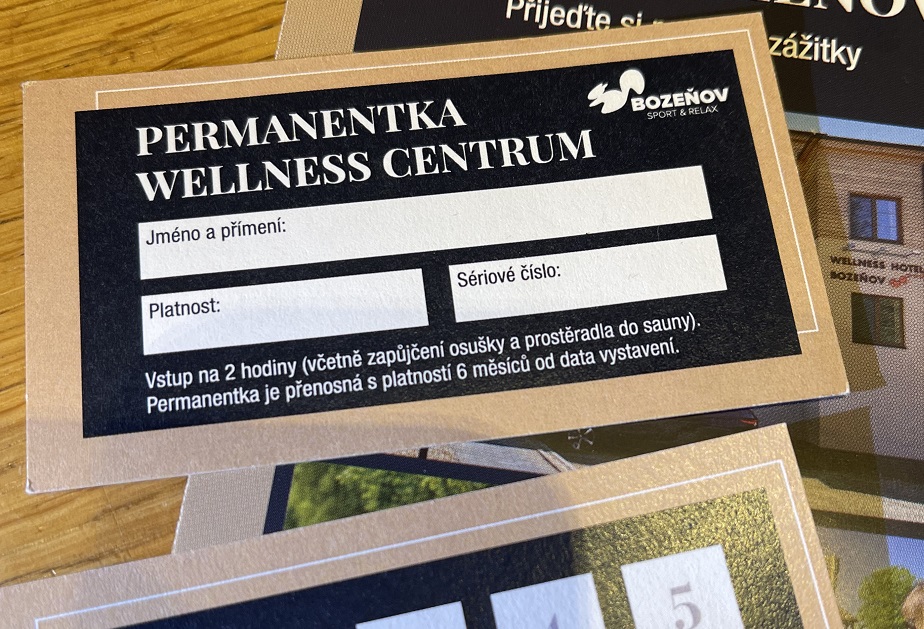 Přijeďte si
zážitky
BOZEŇOV
SPORT & RELAX
PERMANENTKA
WELLNESS CENTRUM
Jméno a přímení:
Platnost:
Sériové číslo:
Vstup na 2 hodiny (včetně zapůjčení osušky a prostěradla do sauny).
Permanentka je přenosná s platností 6 měsíců od data vystavení.
WELLNESS HOTEL
BOZEŇOV
5